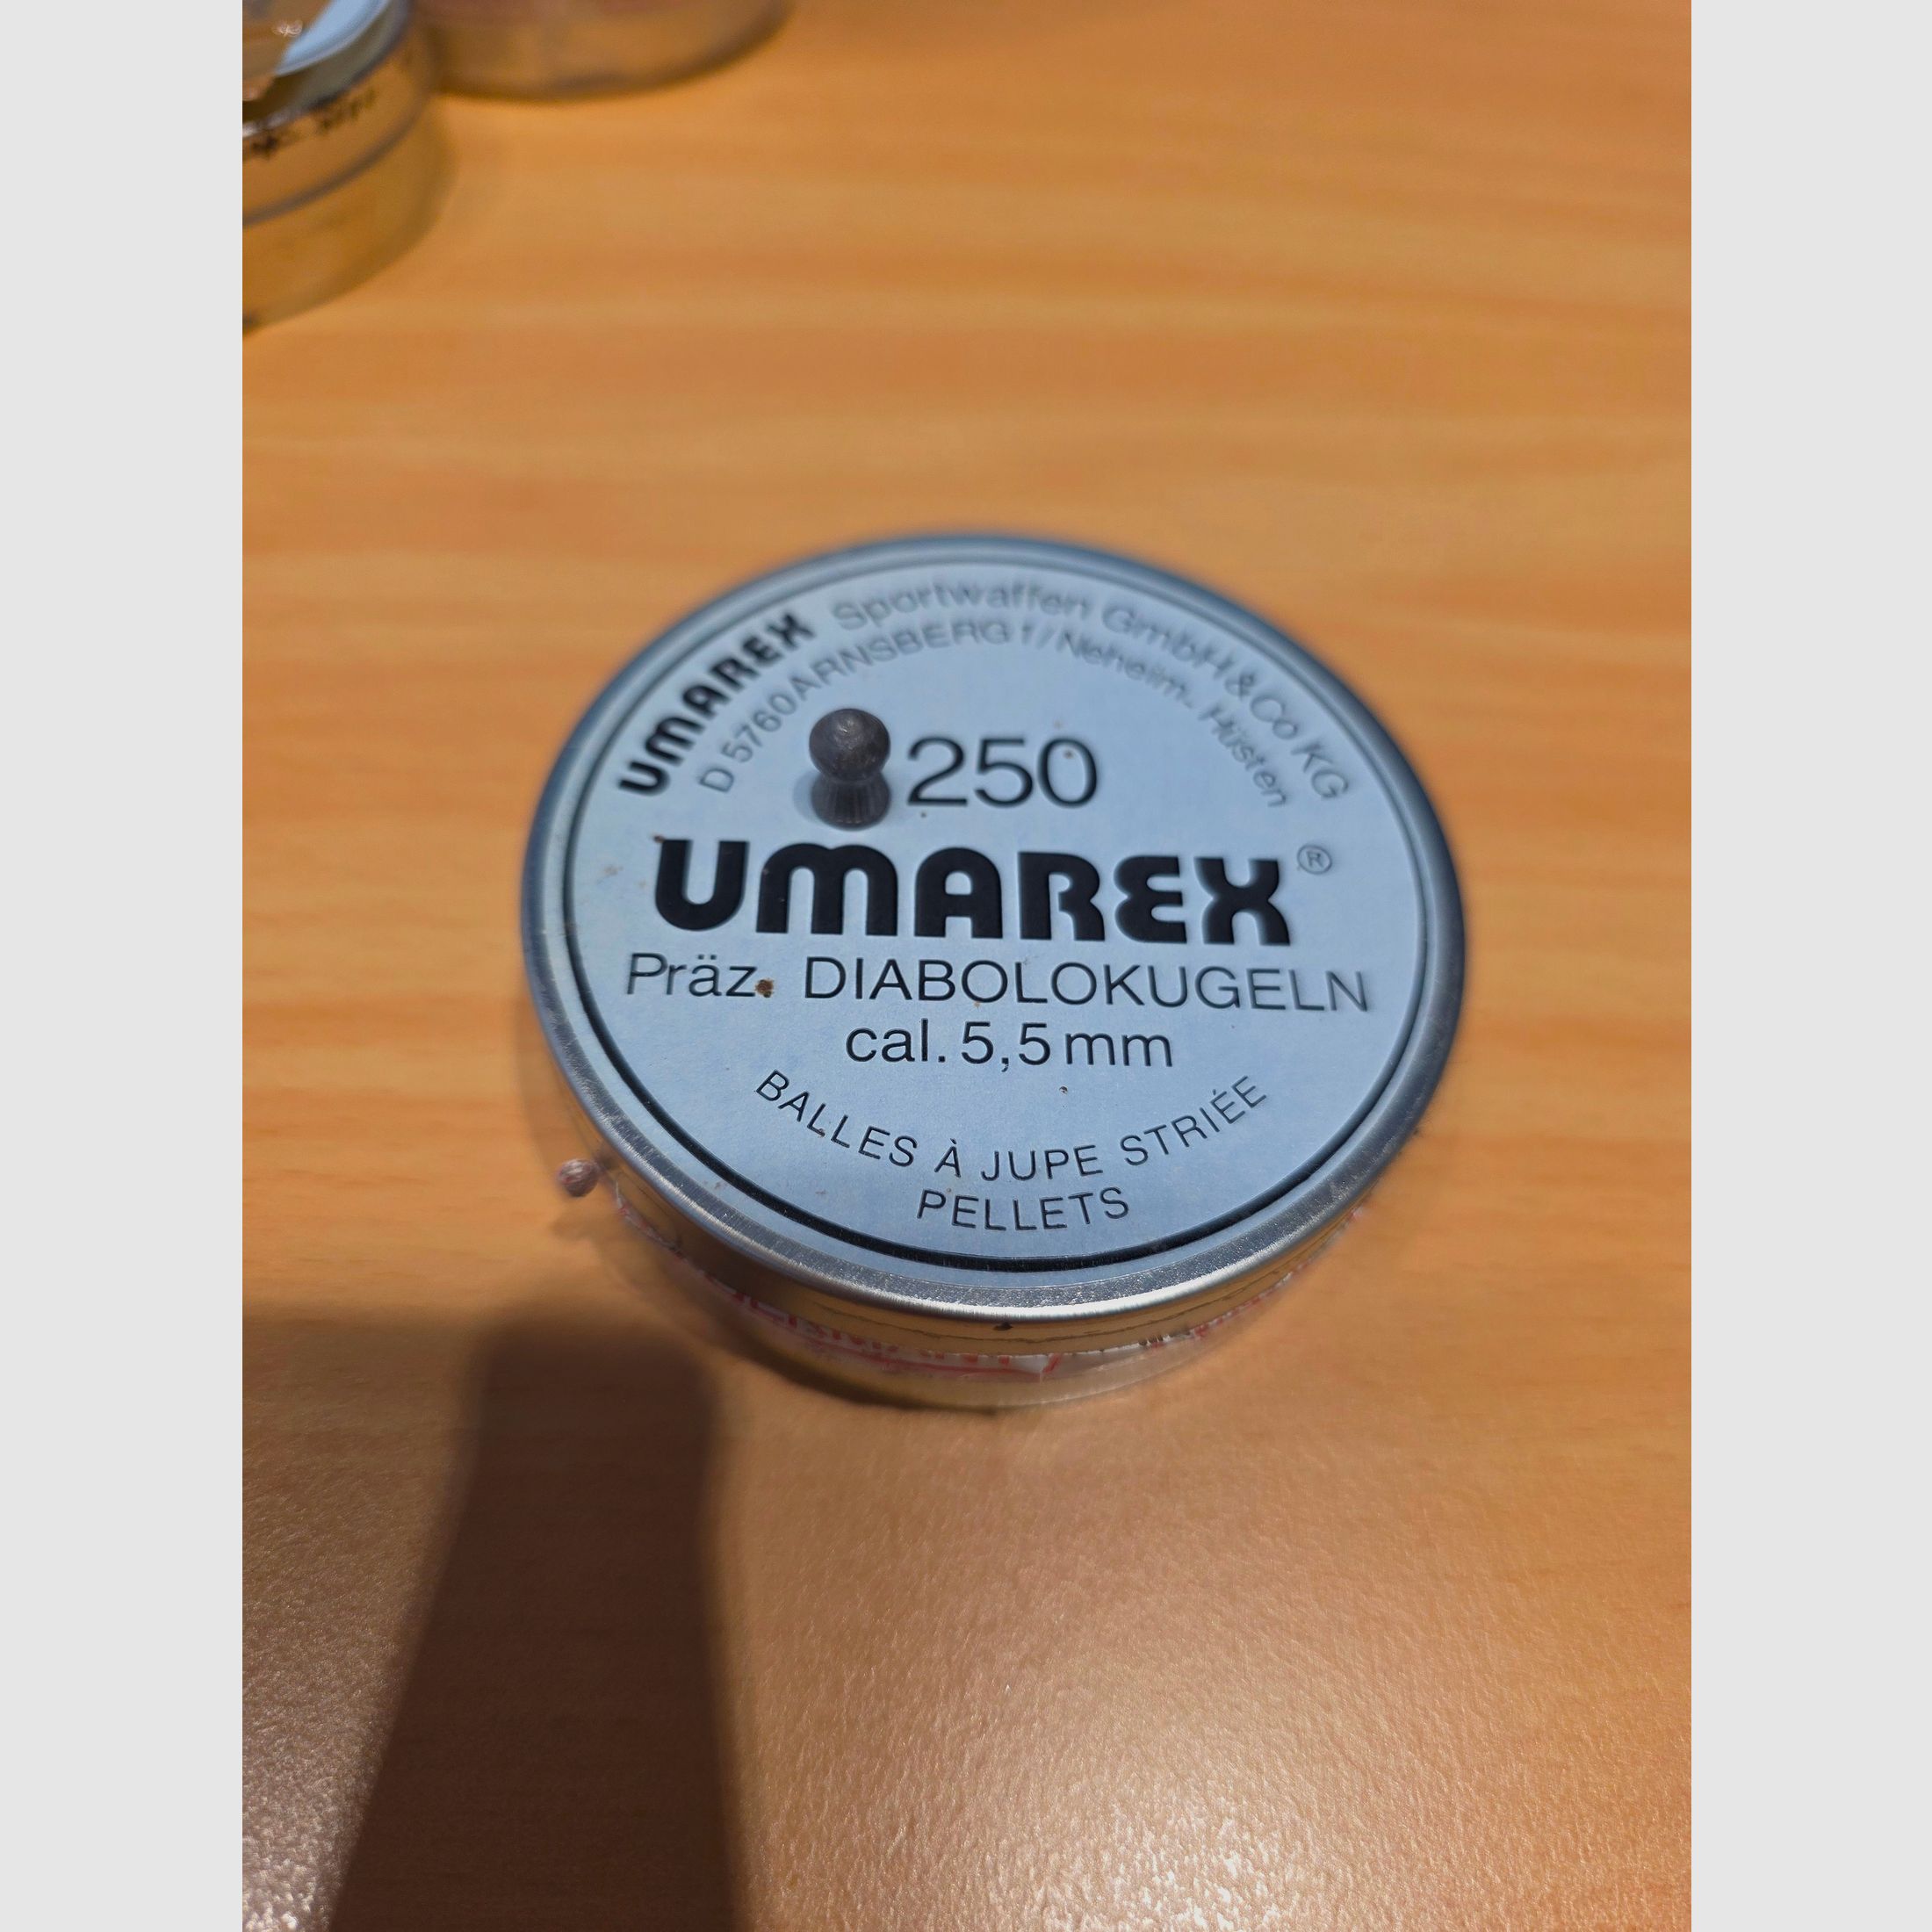 UMAREX Sportwaffen GmbH & Co KG
D 5760 ARNSBERG 1 / Neheim. Hüsten
250
UMAREX ®
Präz. DIABOLOKUGELN
cal. 5,5 mm
BALLES À JUPE STRIÉE
PELLETS